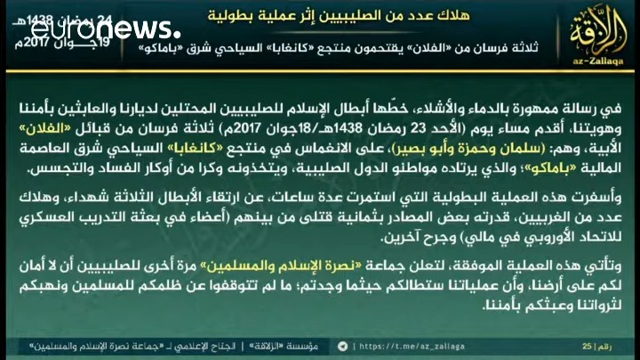 euronews.
24 رمضان 1438هـ
19جوان 2017م
هلاك عدد من الصليبيين إثر عملية بطولية
ثلاثة فرسان من «الفلان» يقتحمون منتجع «كانغابا» السياحي شرق «باماكو»
الزلاقة
az-Zallaqa
في رسالة ممهورة بالدماء والأشلاء، خطّها أبطال الإسلام للصليبيين المحتلين لديارنا والعابثين بأمننا
وهويتنا، أقدم مساء يوم (الأحد 23 رمضان 1438هـ/18جوان 2017م) ثلاثة فرسان من قبائل «الفلان»
الأبية، وهم: (سلمان وحمزة وأبو بصير)، على الانغماس في منتجع «كانغابا» السياحي شرق العاصمة
المالية «باماكو»؛ والذي يرتاده مواطنو الدول الصليبية، ويتخذونه وكرا من أوكار الفساد والتجسس.
وأسفرت هذه العملية البطولية التي استمرت عدة ساعات، عن ارتقاء الأبطال الثلاثة شهداء، وهلاك
عدد من الغربيين، قدرته بعض المصادر بثمانية قتلى من بينهم (أعضاء في بعثة التدريب العسكري
للاتحاد الأوروبي في مالي) وجرح آخرين.
وتأتي هذه العملية الموفقة، لتعلن جماعة «نصرة الإسلام والمسلمين» مرة أخرى للصليبيين أن لا أمان
لكم على أرضنا، وأن عملياتنا ستطالكم حيثما وجدتم؛ ما لم تتوقفوا عن ظلمكم للمسلمين ونهبكم
لثرواتنا وعبثكم بأمننا.
رقم | 25
https://t.me/az_zallaqa
مؤسسة «الزلاقة» | الجناح الإعلامي لـ «جماعة نصرة الإسلام والمسلمين»